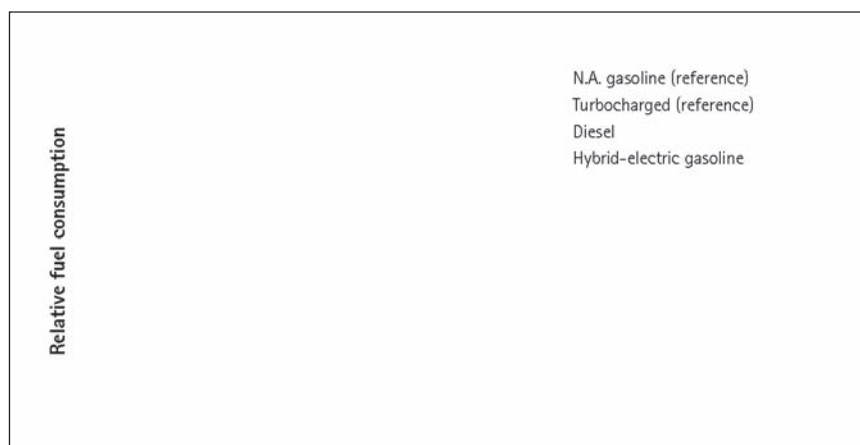 N.A. gasoline (reference)
Turbocharged (reference)
Diesel
Hybrid-electric gasoline
Relative fuel consumption